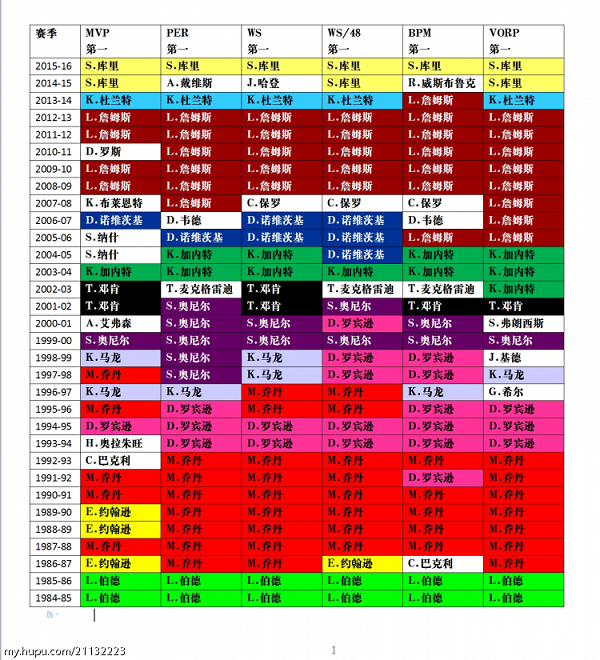 赛季 MVP PER WS WS/48 BPM VORP
第一 第一 第一 第一 第一 第一
2015-16 S.库里 S.库里 S.库里 S.库里 S.库里 S.库里
2014-15 S.库里 A.戴维斯 J.哈登 S.库里 R.威斯布鲁克 S.库里
2013-14 K.杜兰特 K.杜兰特 K.杜兰特 K.杜兰特 L.詹姆斯 K.杜兰特
2012-13 L.詹姆斯 L.詹姆斯 L.詹姆斯 L.詹姆斯 L.詹姆斯 L.詹姆斯
2011-12 L.詹姆斯 L.詹姆斯 L.詹姆斯 L.詹姆斯 L.詹姆斯 L.詹姆斯
2010-11 D.罗斯 L.詹姆斯 L.詹姆斯 L.詹姆斯 L.詹姆斯 L.詹姆斯
2009-10 L.詹姆斯 L.詹姆斯 L.詹姆斯 L.詹姆斯 L.詹姆斯 L.詹姆斯
2008-09 L.詹姆斯 L.詹姆斯 L.詹姆斯 L.詹姆斯 L.詹姆斯 L.詹姆斯
2007-08 K.布莱恩特 L.詹姆斯 C.保罗 C.保罗 C.保罗 L.詹姆斯
2006-07 D.诺维茨基 D.韦德 D.诺维茨基 D.诺维茨基 D.韦德 L.詹姆斯
2005-06 S.纳什 D.诺维茨基 D.诺维茨基 D.诺维茨基 L.詹姆斯 L.詹姆斯
2004-05 S.纳什 K.加内特 K.加内特 D.诺维茨基 K.加内特 K.加内特
2003-04 K.加内特 K.加内特 K.加内特 K.加内特 K.加内特 K.加内特
2002-03 T.邓肯 T.麦克格雷迪 T.邓肯 T.麦克格雷迪 T.麦克格雷迪 K.加内特
2001-02 T.邓肯 S.奥尼尔 T.邓肯 S.奥尼尔 T.邓肯 T.邓肯
2000-01 A.艾弗森 S.奥尼尔 S.奥尼尔 D.罗宾逊 S.奥尼尔 S.弗朗西斯
1999-00 S.奥尼尔 S.奥尼尔 S.奥尼尔 S.奥尼尔 S.奥尼尔 S.奥尼尔
1998-99 K.马龙 S.奥尼尔 K.马龙 D.罗宾逊 D.罗宾逊 J.基德
1997-98 M.乔丹 S.奥尼尔 K.马龙 D.罗宾逊 D.罗宾逊 K.马龙
1996-97 K.马龙 K.马龙 M.乔丹 M.乔丹 K.马龙 G.希尔
1995-96 M.乔丹 D.罗宾逊 M.乔丹 M.乔丹 D.罗宾逊 D.罗宾逊
1994-95 D.罗宾逊 D.罗宾逊 D.罗宾逊 D.罗宾逊 D.罗宾逊 D.罗宾逊
1993-94 H.奥拉朱旺 D.罗宾逊 D.罗宾逊 D.罗宾逊 D.罗宾逊 D.罗宾逊
1992-93 C.巴克利 M.乔丹 M.乔丹 M.乔丹 M.乔丹 M.乔丹
1991-92 M.乔丹 M.乔丹 M.乔丹 M.乔丹 D.罗宾逊 M.乔丹
1990-91 M.乔丹 M.乔丹 M.乔丹 M.乔丹 M.乔丹 M.乔丹
1989-90 E.约翰逊 M.乔丹 M.乔丹 M.乔丹 M.乔丹 M.乔丹
1988-89 E.约翰逊 M.乔丹 M.乔丹 M.乔丹 M.乔丹 M.乔丹
1987-88 M.乔丹 M.乔丹 M.乔丹 M.乔丹 M.乔丹 M.乔丹
1986-87 E.约翰逊 M.乔丹 M.乔丹 E.约翰逊 C.巴克利 M.乔丹
1985-86 L.伯德 L.伯德 L.伯德 L.伯德 L.伯德 L.伯德
1984-85 L.伯德 L.伯德 L.伯德 L.伯德 L.伯德 L.伯德
my.hupu.com/21132223